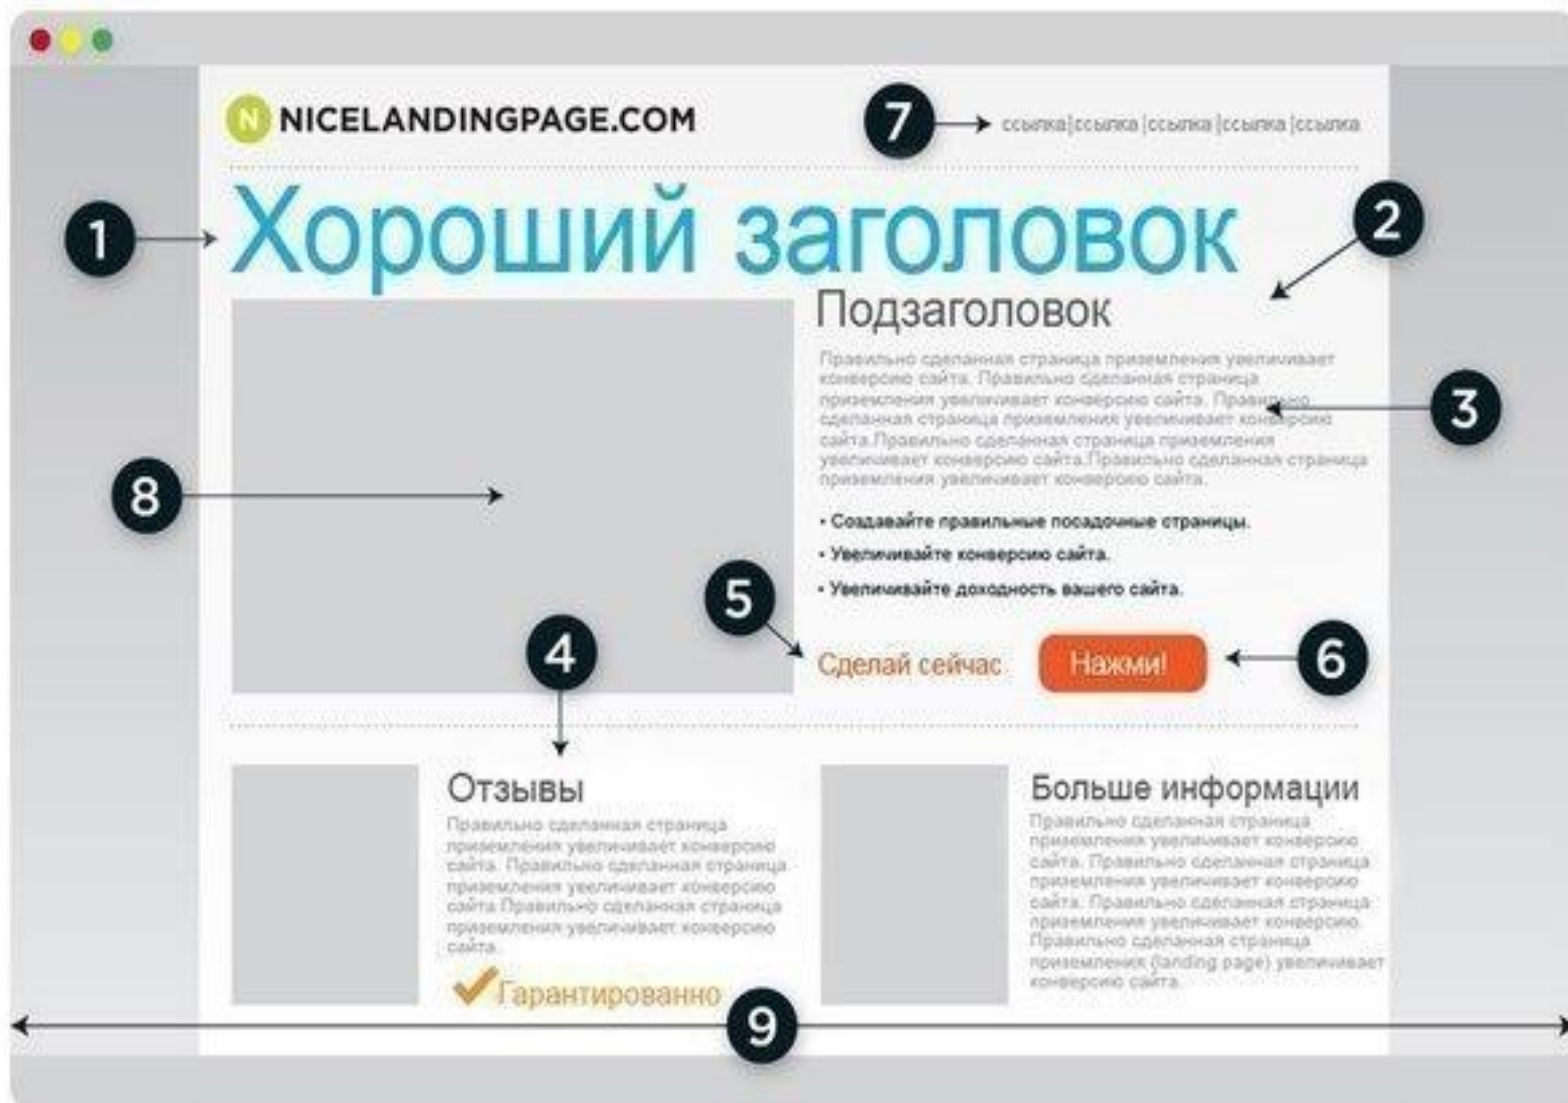 N NICELANDINGPAGE.COM
7
ссылка|ссылка|ссылка|ссылка|ссылка
1
Хороший заголовок
2
Подзаголовок
Правильно сделанная страница приземления увеличивает
конверсию сайта. Правильно сделанная страница
приземления увеличивает конверсию сайта. Правильно
сделанная страница приземления увеличивает конверсию
сайта.Правильно сделанная страница приземления
увеличивает конверсию сайта.Правильно сделанная страница
приземления увеличивает конверсию сайта.
3
8
• Создавайте правильные посадочные страницы.
• Увеличивайте конверсию сайта.
• Увеличивайте доходность вашего сайта.
5
Сделай сейчас
Нажми!
6
4
Отзывы
Правильно сделанная страница
приземления увеличивает конверсию
сайта. Правильно сделанная страница
приземления увеличивает конверсию
сайта.Правильно сделанная страница
приземления увеличивает конверсию
сайта.
Гарантированно
Больше информации
Правильно сделанная страница
приземления увеличивает конверсию
сайта. Правильно сделанная страница
приземления увеличивает конверсию
сайта. Правильно сделанная страница
приземления увеличивает конверсию.
Правильно сделанная страница
приземления (landing page) увеличивает
конверсию сайта.
9